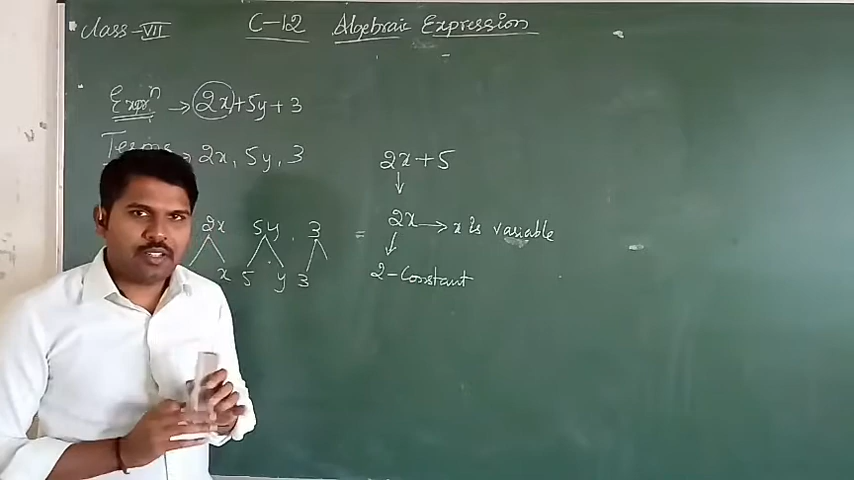 Class-VII C-12 Algebraic Expression
Exprⁿ → 2x+5y+3
Terms → 2x, 5y, 3
2x+5
2x 5y, 3 = 2x → x is variable
x 5 y 3 2-Constant